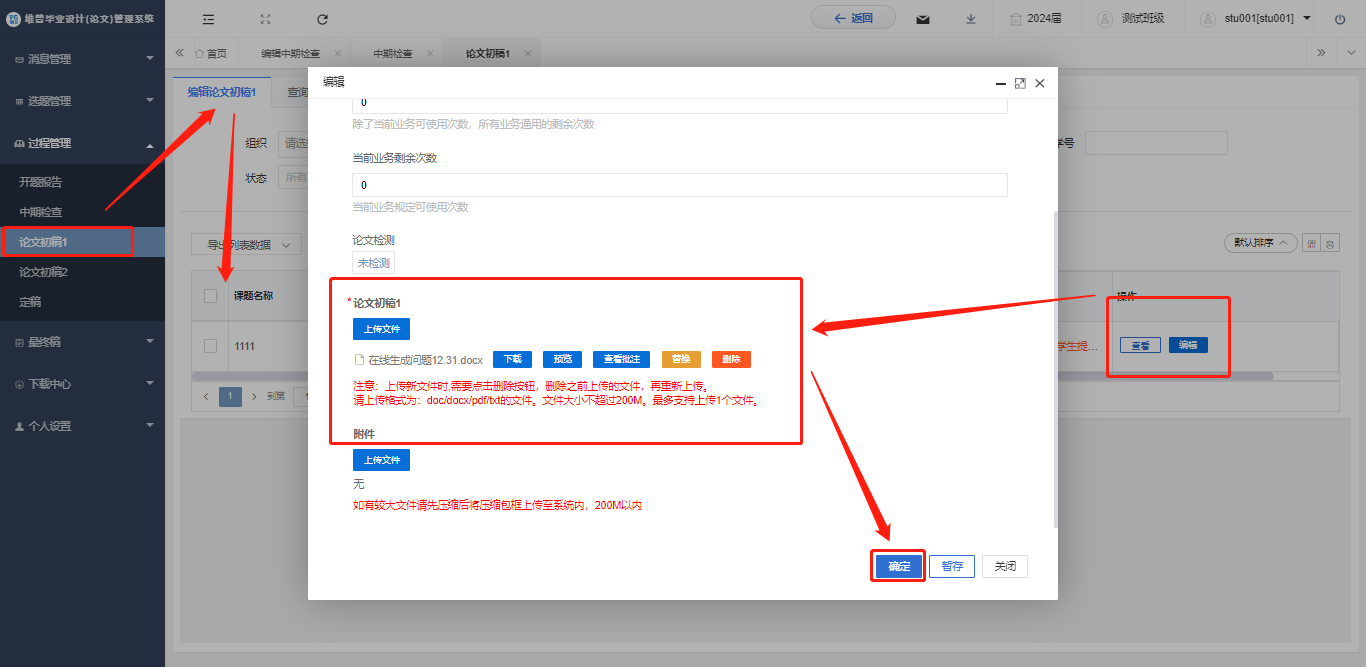 维普毕业设计(论文)管理系统
返回
2024届
测试班级
stu001[stu001]
首页
编辑中期检查
中期检查
论文初稿1
消息管理
选题管理
过程管理
开题报告
中期检查
论文初稿1
论文初稿2
定稿
最终稿
下载中心
个人设置
编辑论文初稿1
查询
组织
请选
学号
状态
所有
导出列表数据
默认排序
课题名称
操作
1111
学生提...
查看
编辑
1
到第
1
编辑
0
除了当前业务可使用次数，所有业务通用的剩余次数
当前业务剩余次数
0
当前业务规定可使用次数
论文检测
未检测
*论文初稿1
上传文件
在线生成问题12.31.docx
下载
预览
查看批注
替换
删除
注意：上传新文件时,需要点击删除按钮，删除之前上传的文件，再重新上传。
请上传格式为：doc/docx/pdf/txt的文件。文件大小不超过200M。最多支持上传1个文件。
附件
上传文件
无
如有较大文件请先压缩后将压缩包框上传至系统内，200M以内
确定
暂存
关闭